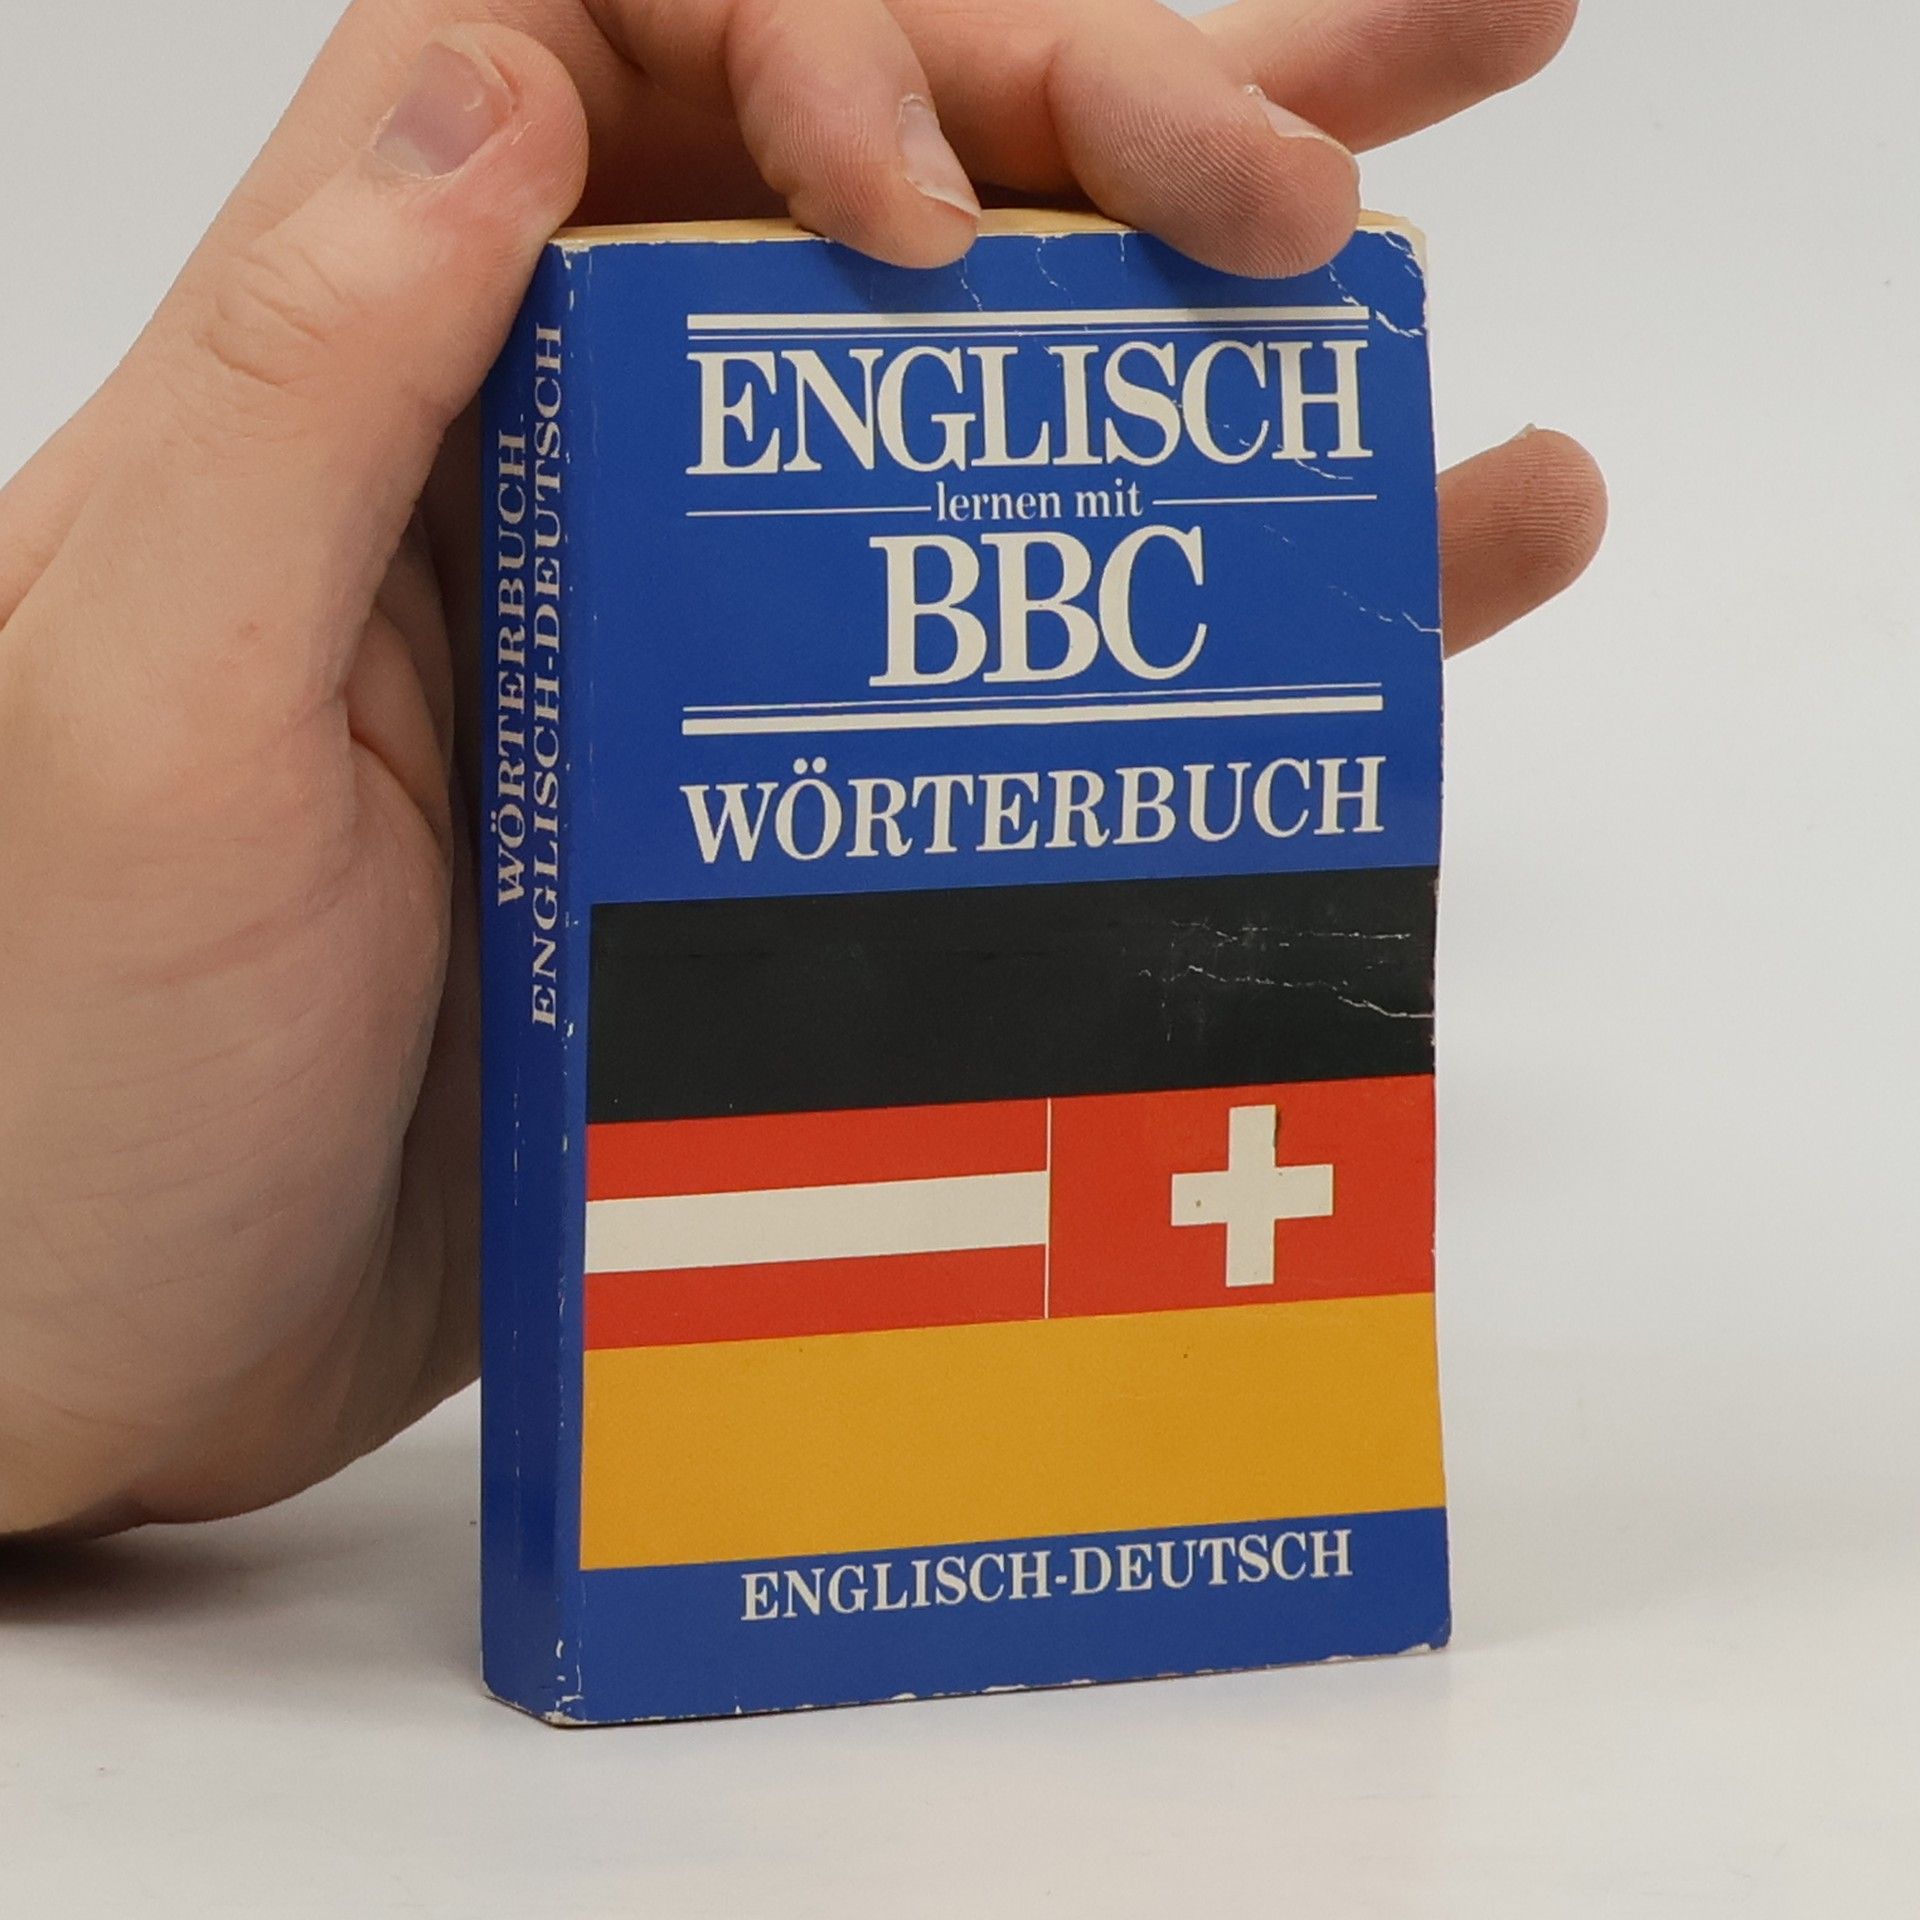 ENGLISCH
lernen mit
BBC
WÖRTERBUCH
ENGLISCH-DEUTSCH
WÖRTERBUCH
ENGLISCH-DEUTSCH